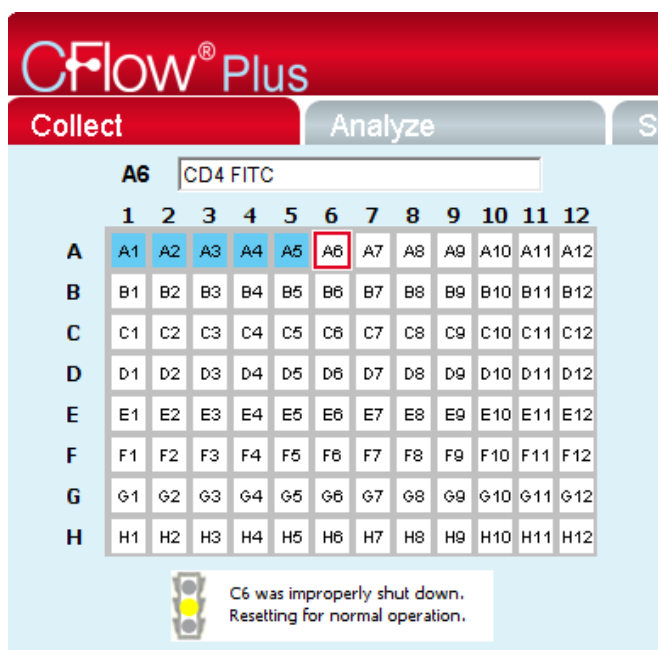 CFlow® Plus
Collect Analyze S
A6 CD4 FITC
1 2 3 4 5 6 7 8 9 10 11 12
A A1 A2 A3 A4 A5 A6 A7 A8 A9 A10 A11 A12
B B1 B2 B3 B4 B5 B6 B7 B8 B9 B10 B11 B12
C C1 C2 C3 C4 C5 C6 C7 C8 C9 C10 C11 C12
D D1 D2 D3 D4 D5 D6 D7 D8 D9 D10 D11 D12
E E1 E2 E3 E4 E5 E6 E7 E8 E9 E10 E11 E12
F F1 F2 F3 F4 F5 F6 F7 F8 F9 F10 F11 F12
G G1 G2 G3 G4 G5 G6 G7 G8 G9 G10 G11 G12
H H1 H2 H3 H4 H5 H6 H7 H8 H9 H10 H11 H12
C6 was improperly shut down.
Resetting for normal operation.